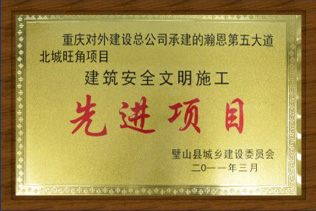 重庆对外建设总公司承建的瀚恩第五大道
北城旺角项目
建筑安全文明施工
先进项目
璧山县城乡建设委员会
二〇一一年三月